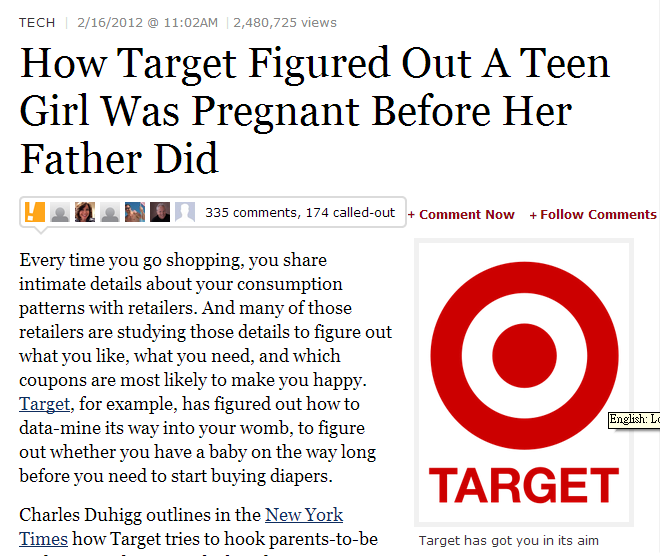 TECH | 2/16/2012 @ 11:02AM | 2,480,725 views
How Target Figured Out A Teen
Girl Was Pregnant Before Her
Father Did
335 comments, 174 called-out
+ Comment Now + Follow Comments
Every time you go shopping, you share
intimate details about your consumption
patterns with retailers. And many of those
retailers are studying those details to figure out
what you like, what you need, and which
coupons are most likely to make you happy.
Target, for example, has figured out how to
data-mine its way into your womb, to figure
out whether you have a baby on the way long
before you need to start buying diapers.
Charles Duhigg outlines in the New York
Times how Target tries to hook parents-to-be
English:
TARGET
Target has got you in its aim